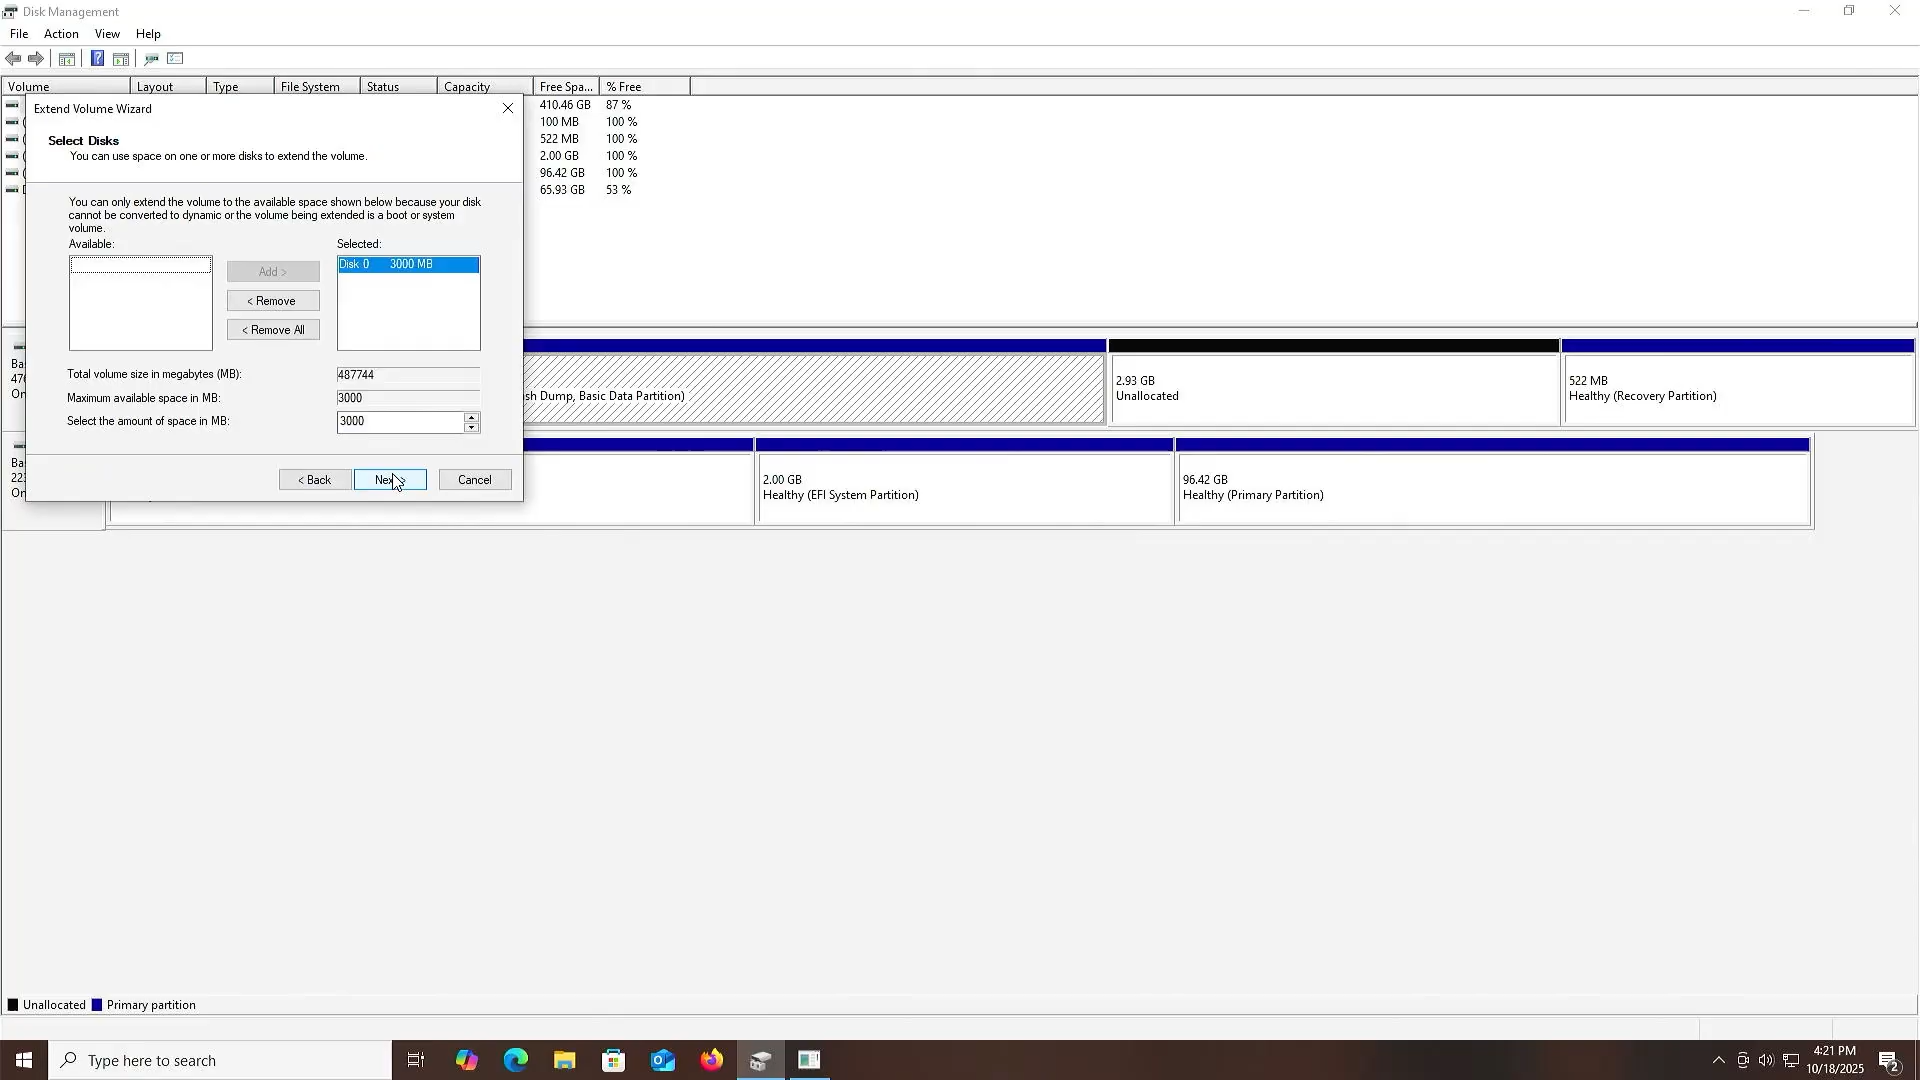 Disk Management
File Action View Help
Volume Layout Type File System Status Capacity Free Spa... % Free
410.46 GB 87 %
100 MB 100 %
522 MB 100 %
2.00 GB 100 %
96.42 GB 100 %
65.93 GB 53 %
Extend Volume Wizard
Select Disks
You can use space on one or more disks to extend the volume.
You can only extend the volume to the available space shown below because your disk
cannot be converted to dynamic or the volume being extended is a boot or system
volume.
Available: Selected:
Disk 0 3000 MB
Add >
< Remove
< Remove All
Total volume size in megabytes (MB): 487744
Maximum available space in MB: 3000
Select the amount of space in MB: 3000
< Back Cancel
sh Dump, Basic Data Partition)
2.93 GB
Unallocated
522 MB
Healthy (Recovery Partition)
2.00 GB
Healthy (EFI System Partition)
96.42 GB
Healthy (Primary Partition)
Unallocated Primary partition
Type here to search
4:21 PM
10/18/2025
2